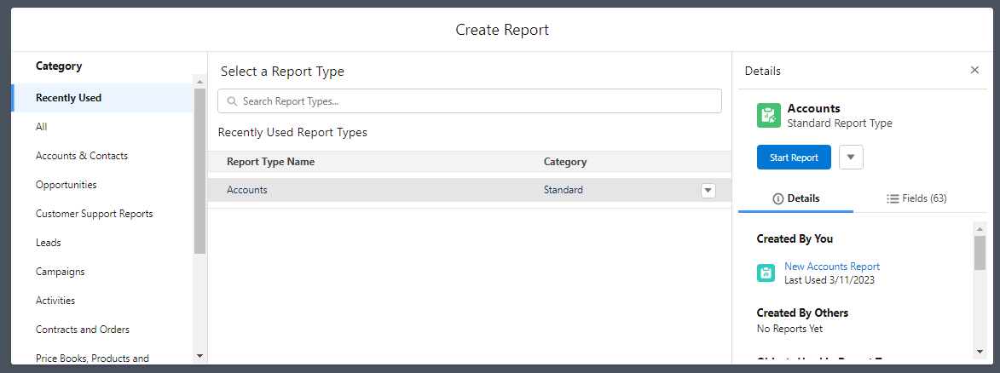 Create Report
Category
Recently Used
All
Accounts & Contacts
Opportunities
Customer Support Reports
Leads
Campaigns
Activities
Contracts and Orders
Price Books, Products and
Select a Report Type
Search Report Types...
Recently Used Report Types
Report Type Name Category
Accounts Standard
Details
Accounts
Standard Report Type
Start Report
Details Fields (63)
Created By You
New Accounts Report
Last Used 3/11/2023
Created By Others
No Reports Yet